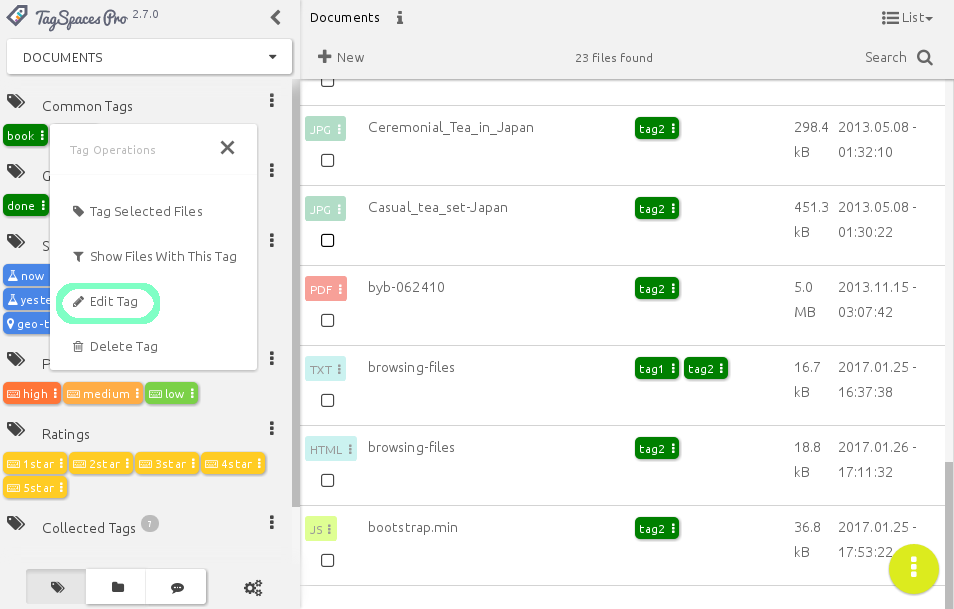 TagSpaces Pro 2.7.0
DOCUMENTS
Common Tags
book
Tag Operations
Tag Selected Files
Show Files With This Tag
Edit Tag
Delete Tag
G
done
S
now
yeste
geo-t
P
high medium low
Ratings
1star 2star 3star 4star
5star
Collected Tags ?
Documents
List
New 23 files found Search
JPG Ceremonial_Tea_in_Japan tag2 298.4 2013.05.08 -
kB 01:32:10
JPG Casual_tea_set-Japan tag2 451.3 2013.05.08 -
kB 01:30:22
PDF byb-062410 tag2 5.0 2013.11.15 -
MB 03:07:42
TXT browsing-files tag1 tag2 16.7 2017.01.25 -
kB 16:37:38
HTML browsing-files tag2 18.8 2017.01.26 -
kB 17:11:32
JS bootstrap.min tag2 36.8 2017.01.25 -
kB 17:53:22